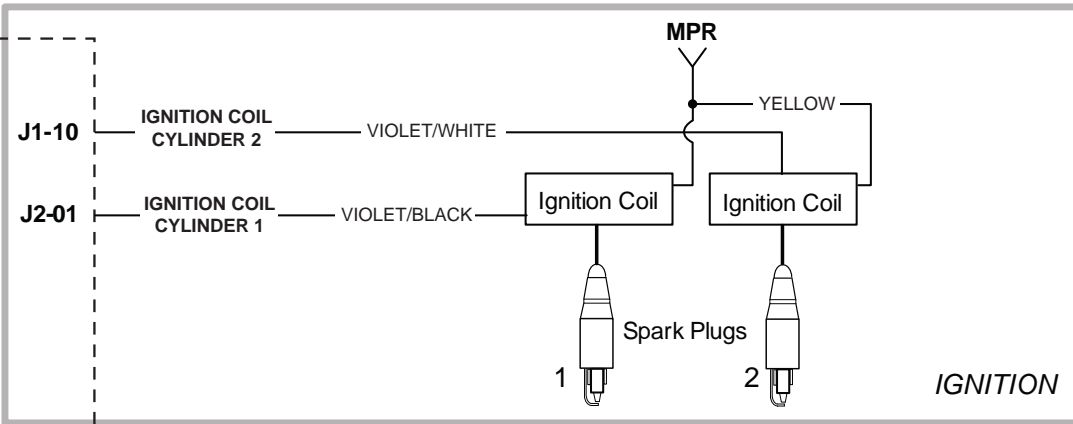 MPR
YELLOW
J1-10
IGNITION COIL
CYLINDER 2
VIOLET/WHITE
J2-01
IGNITION COIL
CYLINDER 1
VIOLET/BLACK
Ignition Coil
Ignition Coil
Spark Plugs
1
2
IGNITION